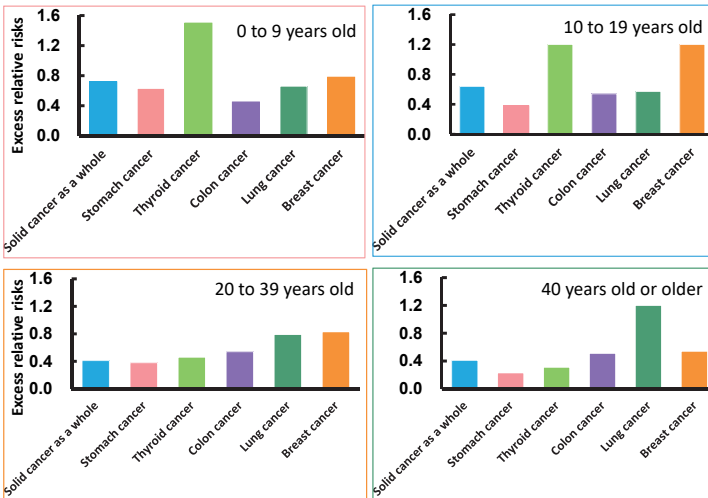 Excess relative risks
1.6
1.2
0.8
0.4
0.0
0 to 9 years old
Solid cancer as a whole
Stomach cancer
Thyroid cancer
Colon cancer
Lung cancer
Breast cancer
1.6
1.2
0.8
0.4
0.0
10 to 19 years old
Solid cancer as a whole
Stomach cancer
Thyroid cancer
Colon cancer
Lung cancer
Breast cancer
Excess relative risks
1.6
1.2
0.8
0.4
0.0
20 to 39 years old
Solid cancer as a whole
Stomach cancer
Thyroid cancer
Colon cancer
Lung cancer
Breast cancer
1.6
1.2
0.8
0.4
0.0
40 years old or older
Solid cancer as a whole
Stomach cancer
Thyroid cancer
Colon cancer
Lung cancer
Breast cancer